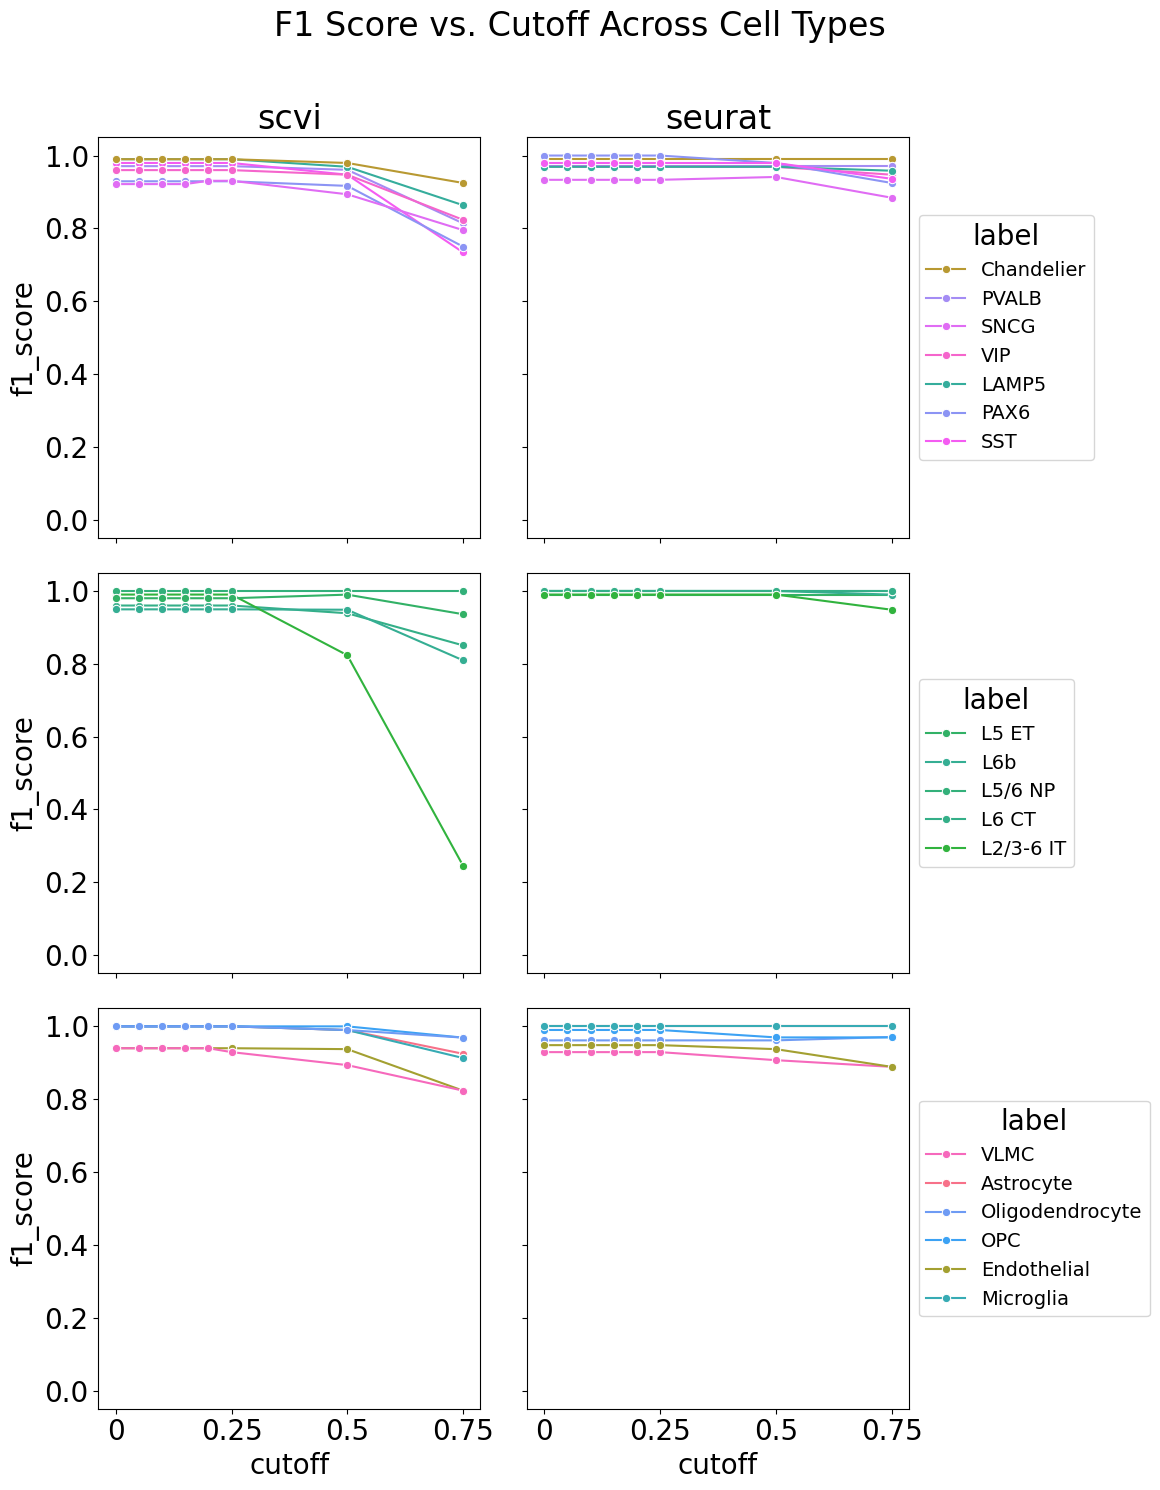 F1 Score vs. Cutoff Across Cell Types
scvi
seurat
1.0
0.8
0.6
0.4
0.2
0.0
f1_score
label
Chandelier
PVALB
SNCG
VIP
LAMP5
PAX6
SST
1.0
0.8
0.6
0.4
0.2
0.0
f1_score
label
L5 ET
L6b
L5/6 NP
L6 CT
L2/3-6 IT
1.0
0.8
0.6
0.4
0.2
0.0
f1_score
label
VLMC
Astrocyte
Oligodendrocyte
OPC
Endothelial
Microglia
0 0.25 0.5 0.75
cutoff
0 0.25 0.5 0.75
cutoff